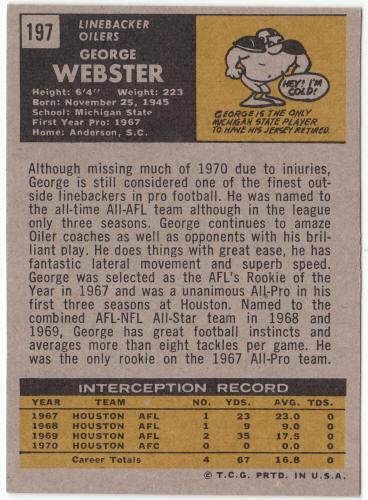 197
LINEBACKER
OILERS
GEORGE
WEBSTER
Height: 6'4" Weight: 223
Born: November 25, 1945
School: Michigan State
First Year Pro: 1967
Home: Anderson, S.C.
HEY! I'M
COLD!
GEORGE IS THE ONLY
MICHIGAN STATE PLAYER
TO HAVE HIS JERSEY RETIRED.
Although missing much of 1970 due to iniuries,
George is still considered one of the finest out-
side linebackers in pro football. He was named to
the all-time All-AFL team although in the league
only three seasons. George continues to amaze
Oiler coaches as well as opponents with his bril-
liant play. He does things with great ease, he has
fantastic lateral movement and superb speed.
George was selected as the AFL's Rookie of the
Year in 1967 and was a unanimous All-Pro in
his first three seasons at Houston. Named to the
combined AFL-NFL All-Star team in 1968 and
1969, George has great football instincts and
averages more than eight tackles per game. He
was the only rookie on the 1967 All-Pro team.
INTERCEPTION RECORD
YEAR TEAM NO. YDS. AVG. TDS.
1967 HOUSTON AFL 1 23 23.0 0
1968 HOUSTON AFL 1 9 9.0 0
1969 HOUSTON AFL 2 35 17.5 0
1970 HOUSTON AFC 0 0 0 0
Career Totals 4 67 16.8 0
© T.C.G. PRTD. IN U.S.A.